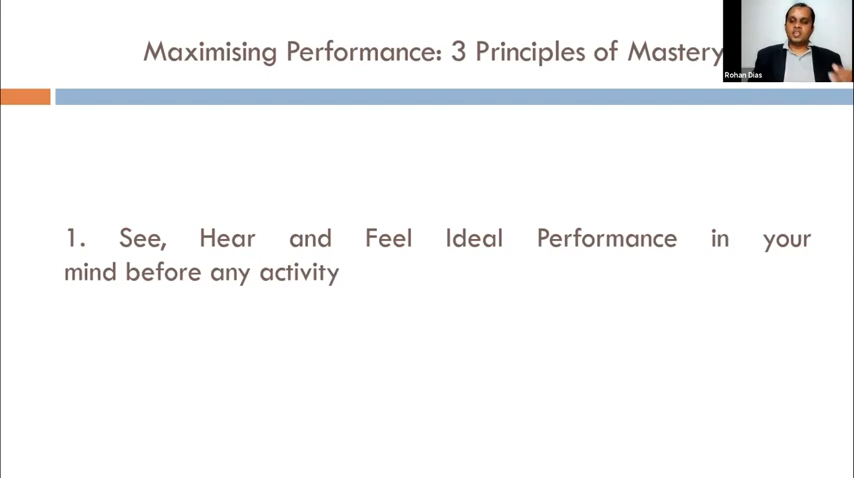 Maximising Performance: 3 Principles of Mastery
Rohan Dias
1. See, Hear and Feel Ideal Performance in your
mind before any activity